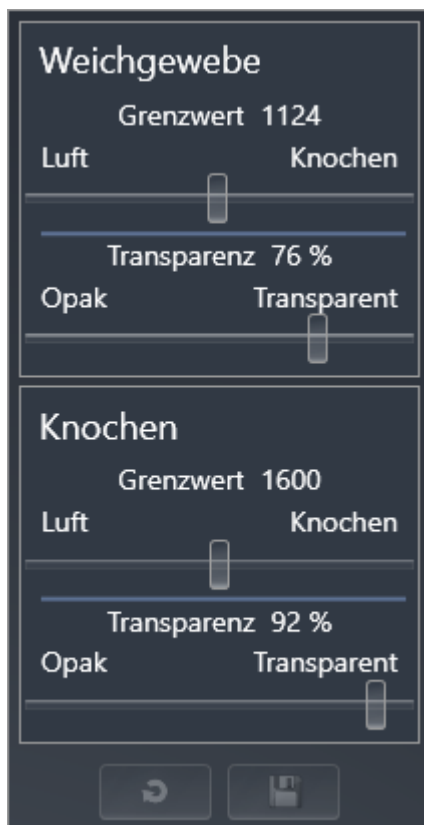 Weichgewebe
Grenzwert 1124
Luft Knochen
Transparenz 76 %
Opak Transparent
Knochen
Grenzwert 1600
Luft Knochen
Transparenz 92 %
Opak Transparent